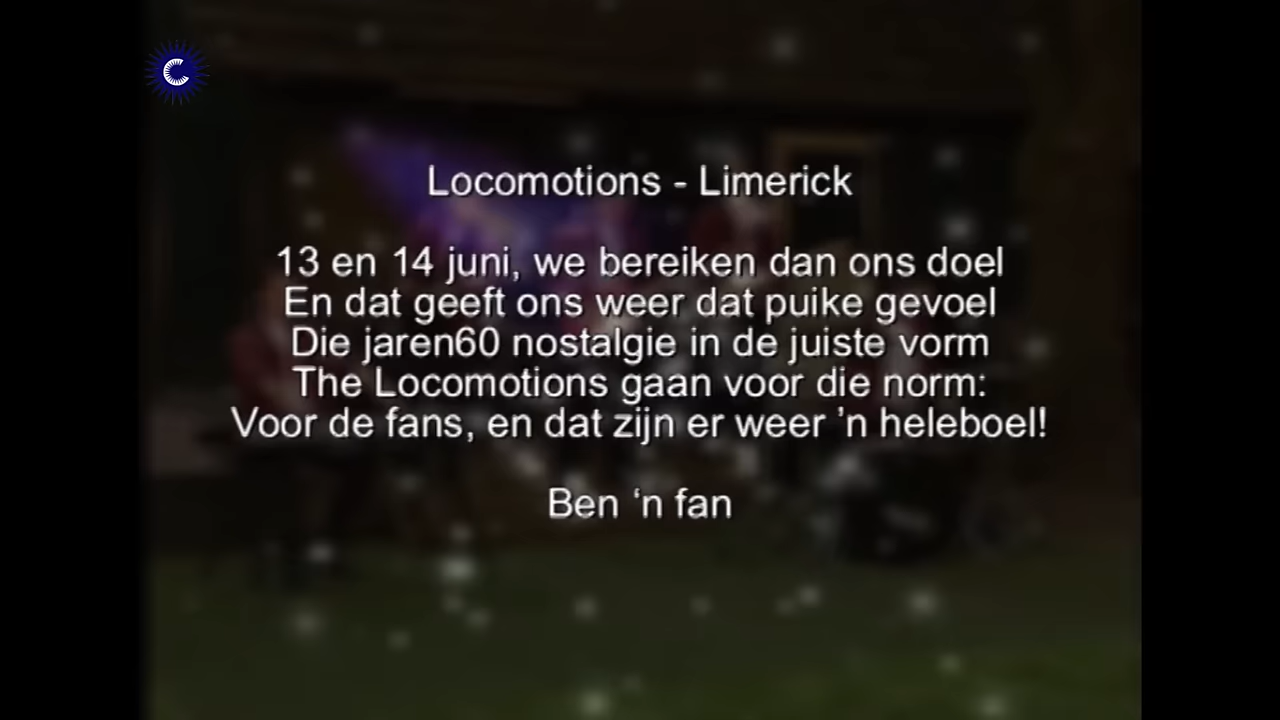 C
Locomotions - Limerick
13 en 14 juni, we bereiken dan ons doel
En dat geeft ons weer dat puike gevoel
Die jaren60 nostalgie in de juiste vorm
The Locomotions gaan voor die norm:
Voor de fans, en dat zijn er weer 'n heleboel!
Ben ‘n fan